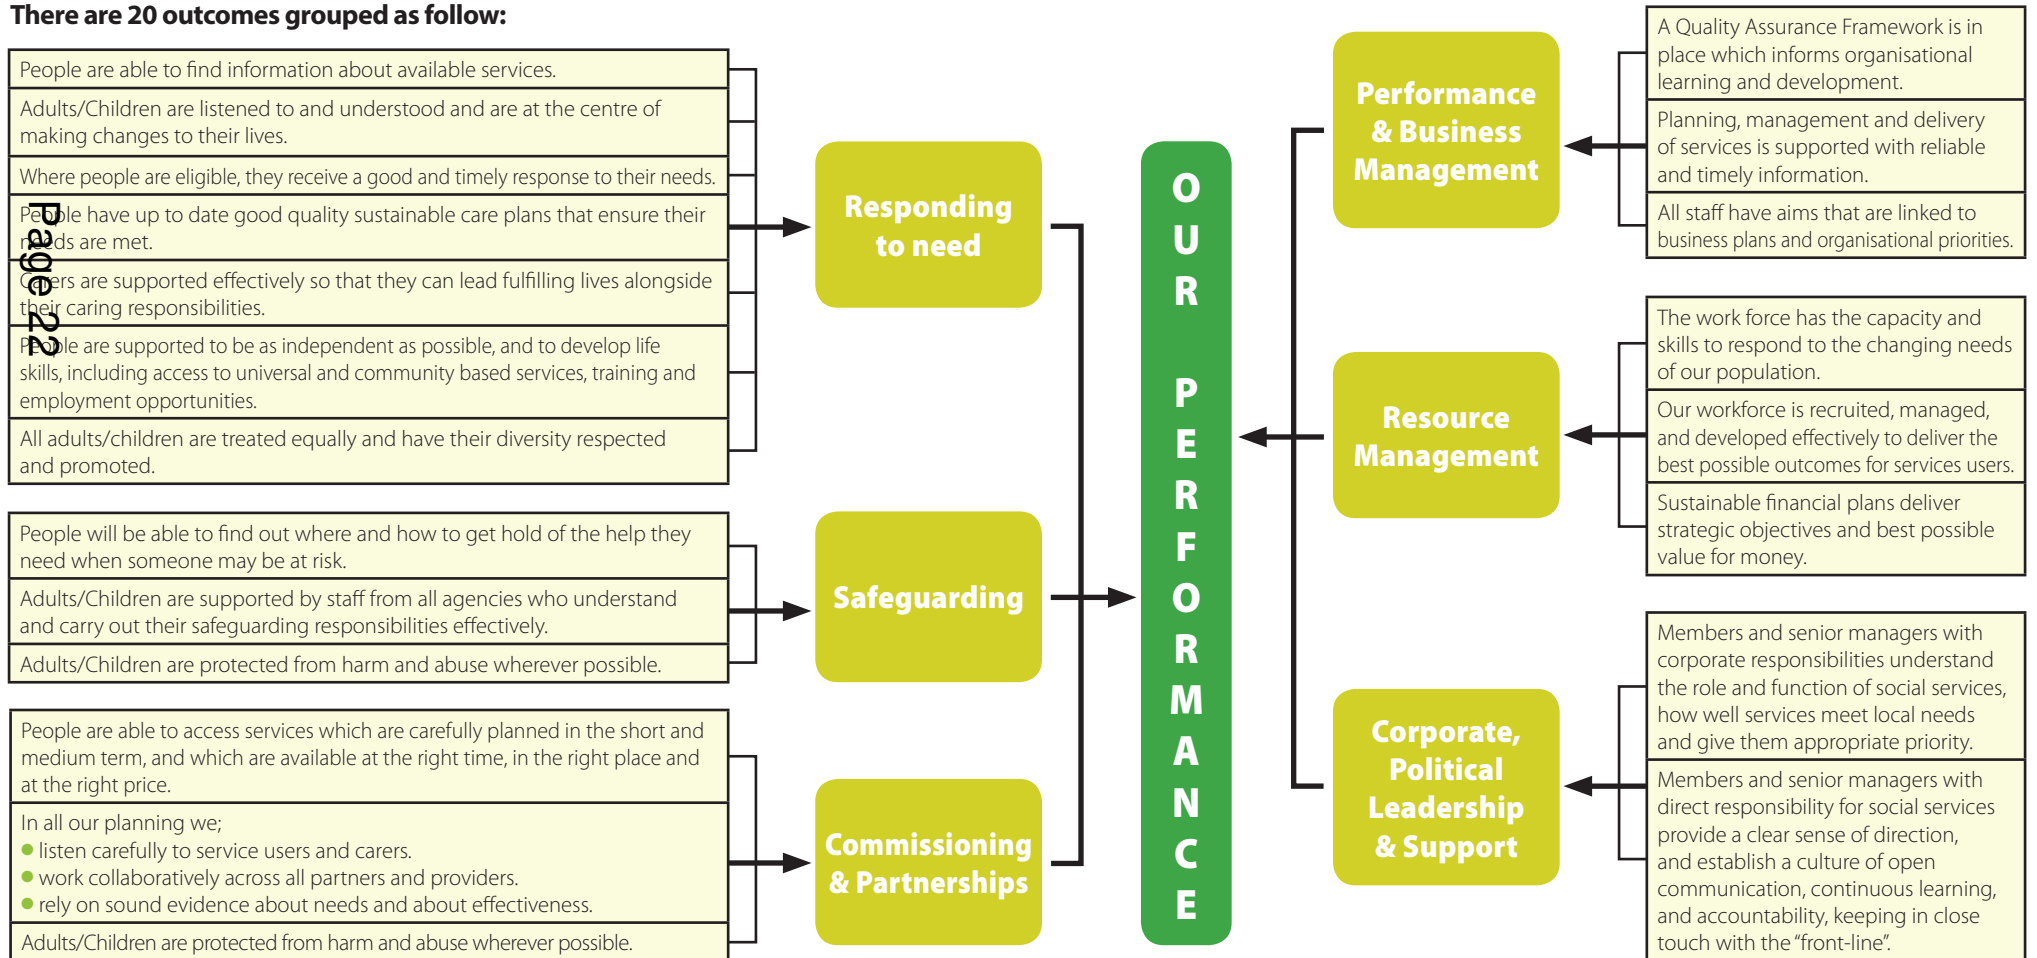 There are 20 outcomes grouped as follow:
People are able to find information about available services.
Adults/Children are listened to and understood and are at the centre of
making changes to their lives.
Where people are eligible, they receive a good and timely response to their needs.
People have up to date good quality sustainable care plans that ensure their
needs are met.
Carers are supported effectively so that they can lead fulfilling lives alongside
their caring responsibilities.
People are supported to be as independent as possible, and to develop life
skills, including access to universal and community based services, training and
employment opportunities.
All adults/children are treated equally and have their diversity respected
and promoted.
Page 22
Responding
to need
People will be able to find out where and how to get hold of the help they
need when someone may be at risk.
Adults/Children are supported by staff from all agencies who understand
and carry out their safeguarding responsibilities effectively.
Adults/Children are protected from harm and abuse wherever possible.
Safeguarding
People are able to access services which are carefully planned in the short and
medium term, and which are available at the right time, in the right place and
at the right price.
In all our planning we;
● listen carefully to service users and carers.
● work collaboratively across all partners and providers.
● rely on sound evidence about needs and about effectiveness.
Adults/Children are protected from harm and abuse wherever possible.
Commissioning
& Partnerships
OUR PERFORMANCE
Performance
& Business
Management
A Quality Assurance Framework is in
place which informs organisational
learning and development.
Planning, management and delivery
of services is supported with reliable
and timely information.
All staff have aims that are linked to
business plans and organisational priorities.
Resource
Management
The work force has the capacity and
skills to respond to the changing needs
of our population.
Our workforce is recruited, managed,
and developed effectively to deliver the
best possible outcomes for services users.
Sustainable financial plans deliver
strategic objectives and best possible
value for money.
Corporate,
Political
Leadership
& Support
Members and senior managers with
corporate responsibilities understand
the role and function of social services,
how well services meet local needs
and give them appropriate priority.
Members and senior managers with
direct responsibility for social services
provide a clear sense of direction,
and establish a culture of open
communication, continuous learning,
and accountability, keeping in close
touch with the “front-line”.